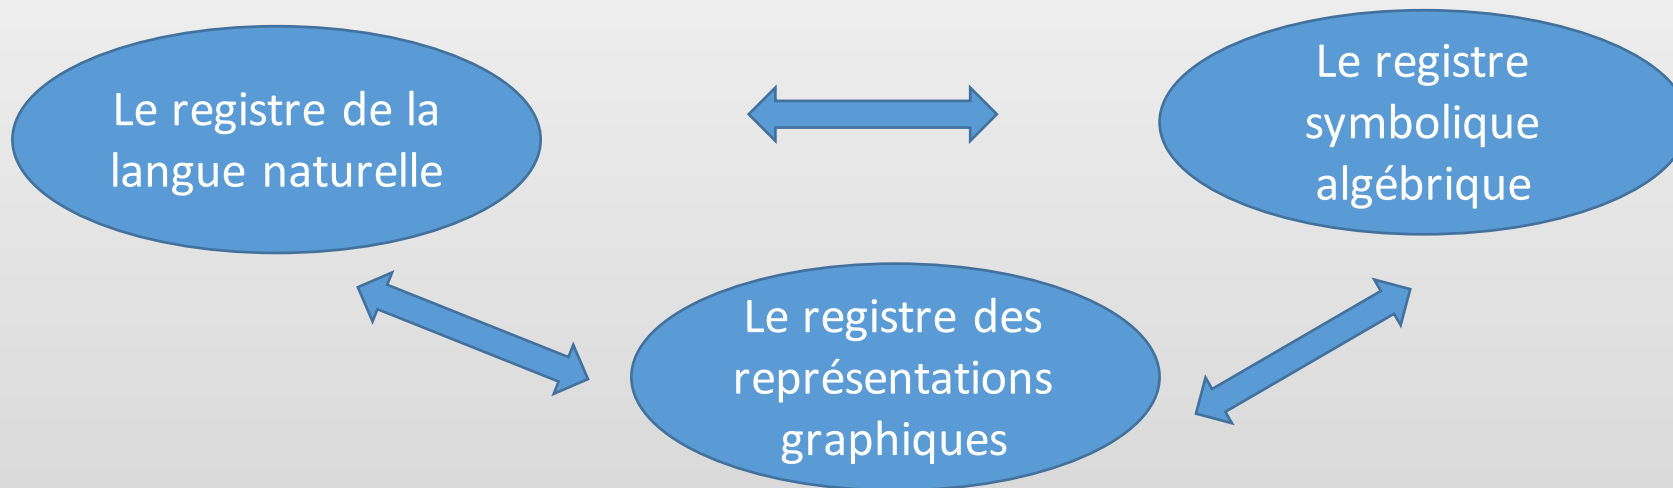 Le registre de la
langue naturelle
Le registre
symbolique
algébrique
Le registre des
représentations
graphiques